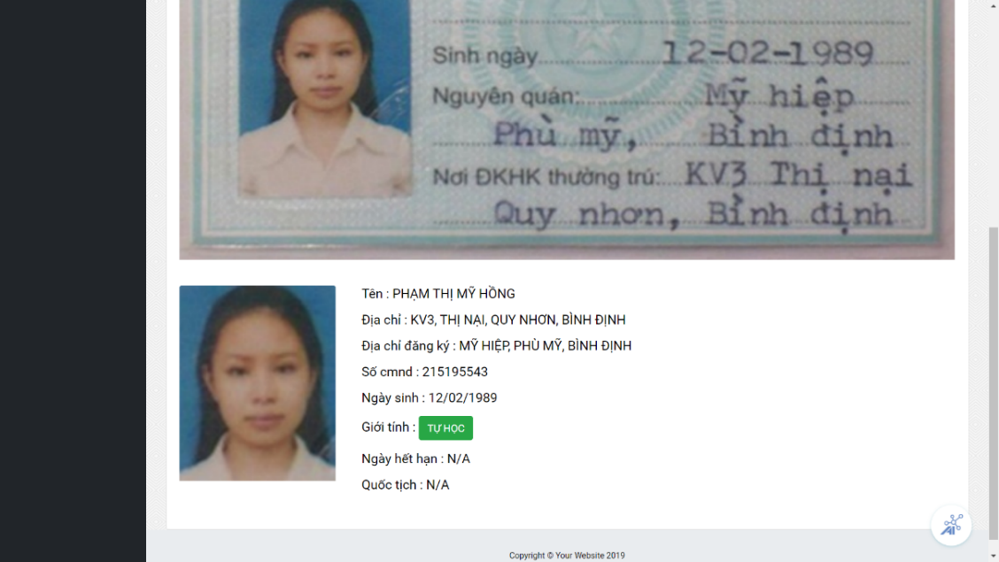 Sinh ngày 12-02-1989
Nguyên quán: Mỹ hiệp
Phù mỹ, Bình định
Nơi ĐKHK thường trú: KV3 Thị nại
Quy nhơn, Bình định
Tên : PHẠM THỊ MỸ HỒNG
Địa chỉ : KV3, THỊ NẠI, QUY NHƠN, BÌNH ĐỊNH
Địa chỉ đăng ký : MỸ HIỆP, PHÙ MỸ, BÌNH ĐỊNH
Số cmnd : 215195543
Ngày sinh : 12/02/1989
Giới tính : TỰ HỌC
Ngày hết hạn : N/A
Quốc tịch : N/A
AI
Copyright © Your Website 2019